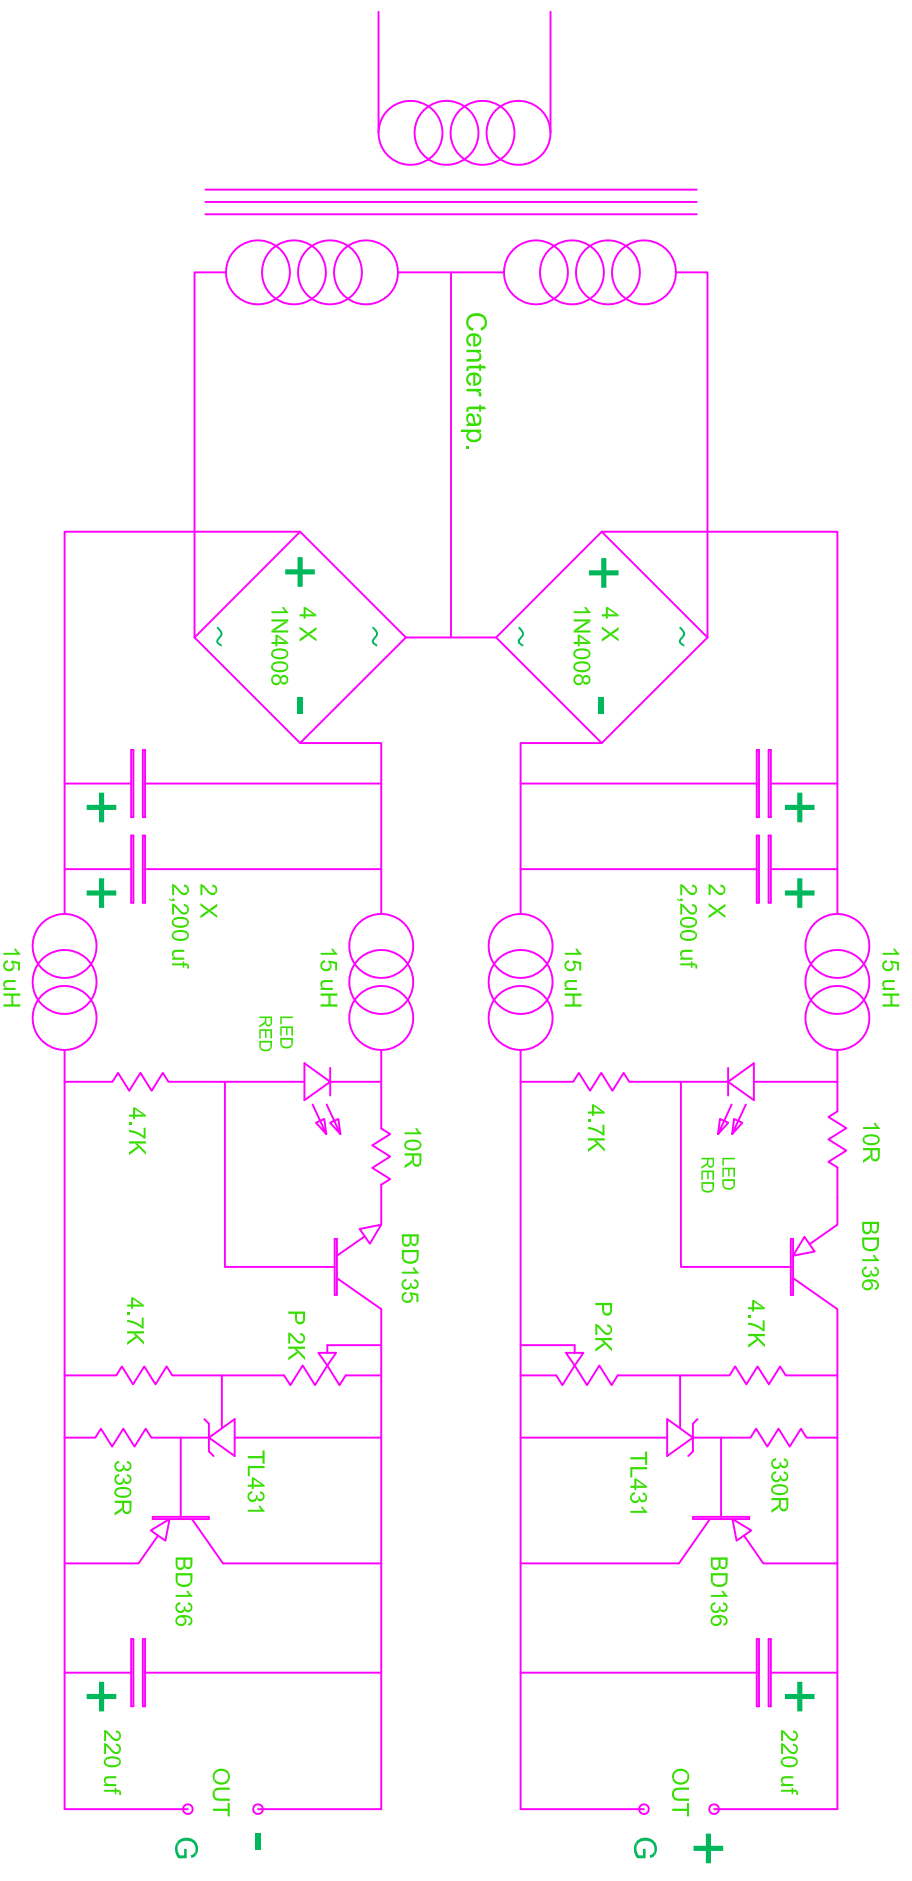 15 uH
10R
BD136
+
+
+
220 uf
330R
4.7K
LED
RED
2 X
2,200 uf
BD136
+
OUT
G
~
+
4 X
1N4008
-
~
TL431
P 2K
4.7K
15 uH
Center tap.
10R
BD135
15 uH
~
+
4 X
1N4008
-
~
P 2K
LED
RED
TL431
-
OUT
G
2 X
2,200 uf
BD136
4.7K
4.7K
330R
220 uf
+
+
+
15 uH